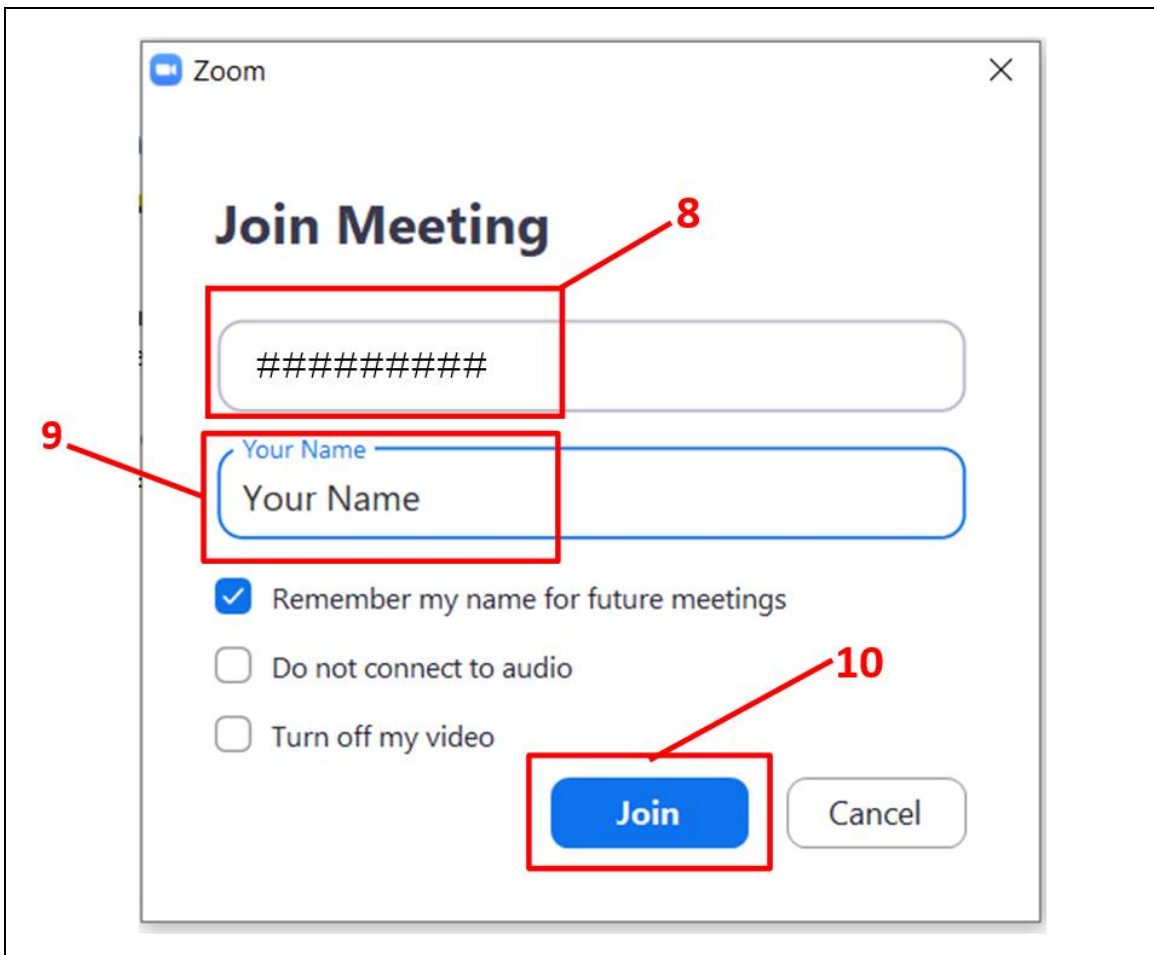 Zoom
Join Meeting
8
#########
9
Your Name
Your Name
Remember my name for future meetings
Do not connect to audio
10
Turn off my video
Join
Cancel